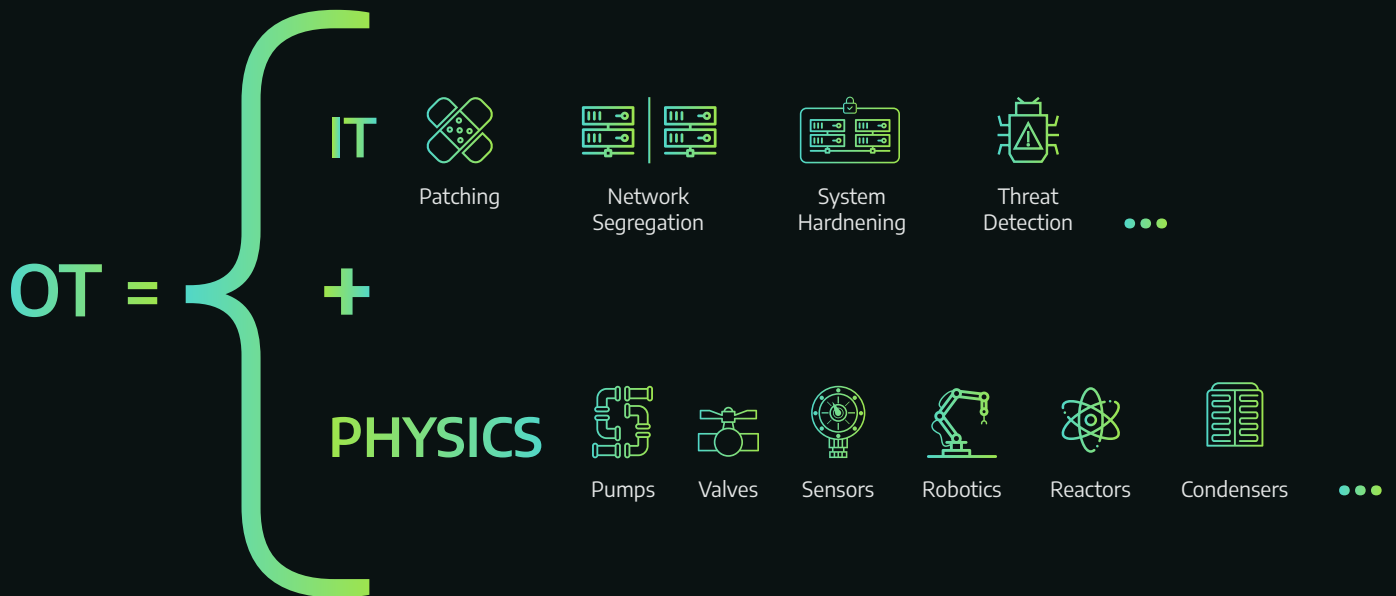 OT =
IT
Patching
Network
Segregation
System
Hardnening
Threat
Detection
+
PHYSICS
Pumps
Valves
Sensors
Robotics
Reactors
Condensers